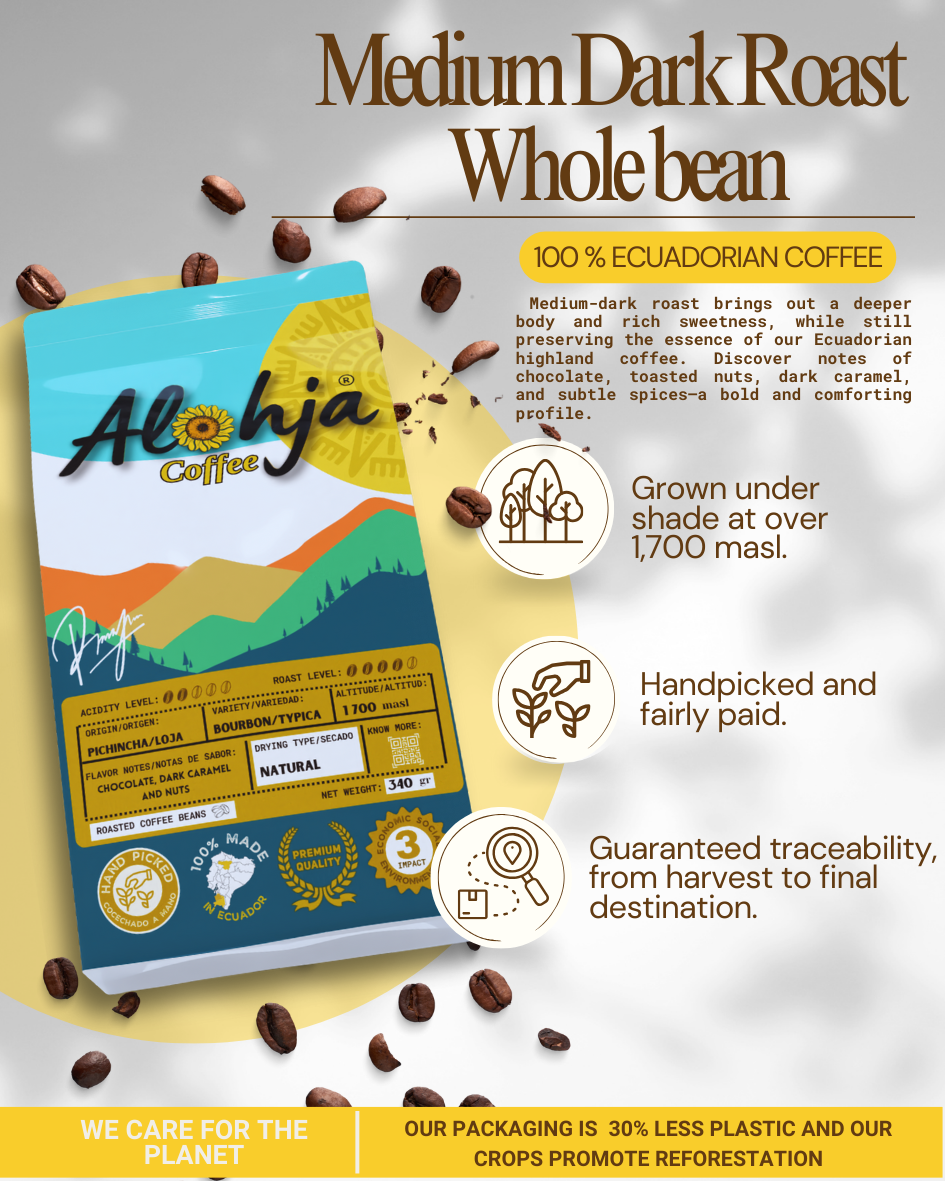 Medium Dark Roast
Whole bean
100 % ECUADORIAN COFFEE
Medium-dark roast brings out a deeper
body and rich sweetness, while still
preserving the essence of our Ecuadorian
highland coffee. Discover notes of
chocolate, toasted nuts, dark caramel,
and subtle spices—a bold and comforting
profile.
Alohja®
Coffee
Grown under
shade at over
1,700 masl.
Handpicked and
fairly paid.
Guaranteed traceability,
from harvest to final
destination.
ACIDITY LEVEL:
ROAST LEVEL:
ORIGIN/ORIGEN:
PICHINCHA/LOJA
VARIETY/VARIEDAD:
BOURBON/TYPICA
ALTITUDE/ALTITUD:
1700 masl
FLAVOR NOTES/NOTAS DE SABOR:
CHOCOLATE, DARK CARAMEL
AND NUTS
DRYING TYPE/SECADO
NATURAL
KNOW MORE:
NET WEIGHT: 340 gr
ROASTED COFFEE BEANS
HAND PICKED
COCECHADO A MANO
100% MADE
IN ECUADOR
PREMIUM
QUALITY
ECONOMIC SOCIAL
3
IMPACT
WE CARE FOR THE
PLANET
OUR PACKAGING IS 30% LESS PLASTIC AND OUR
CROPS PROMOTE REFORESTATION